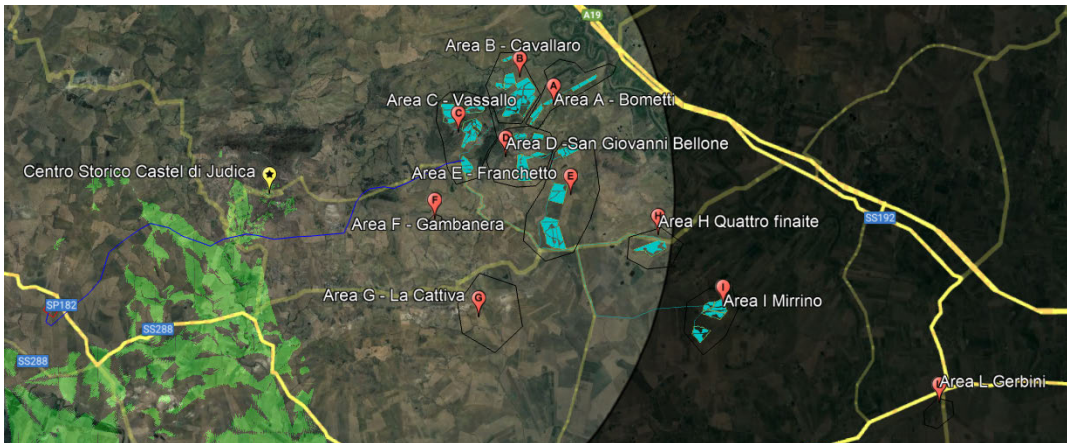 A19
Area B - Cavallaro
B
A
Area C - Vassallo
Area A - Bometti
C
D
Area D -San Giovanni Bellone
Centro Storico Castel di Judica
Area E - Franchetto
E
F
Area F - Gambanera
H
Area H Quattro finaite
SS192
Area G - La Cattiva
G
I
Area I Mirrino
SP182
SS288
SS288
Area L Gerbini